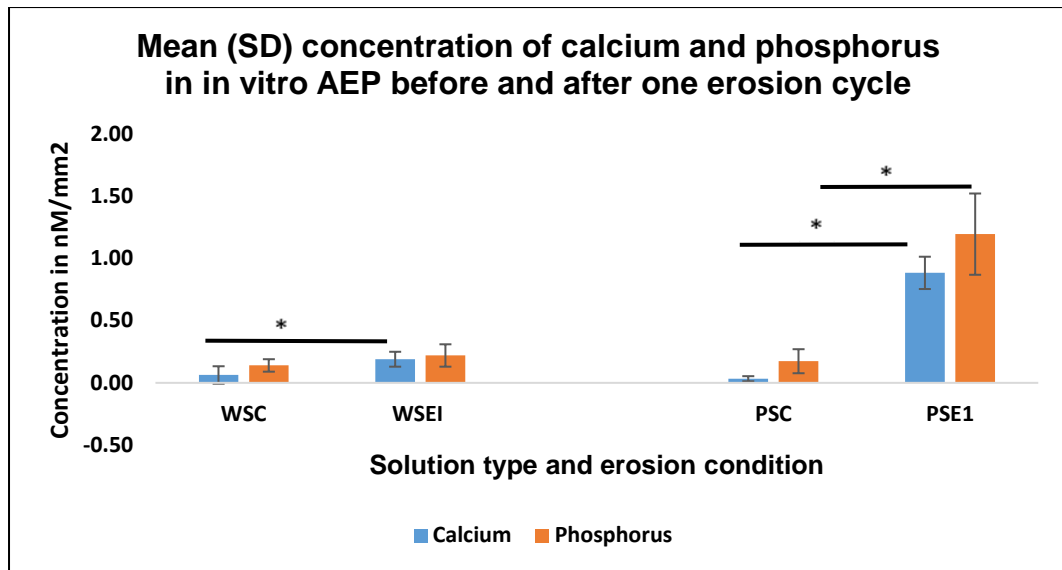 Mean (SD) concentration of calcium and phosphorus
in in vitro AEP before and after one erosion cycle
Concentration in nM/mm2
2.00
1.50
1.00
0.50
0.00
-0.50
*
*
*
WSC
WSEI
PSC
PSE1
Solution type and erosion condition
Calcium
Phosphorus